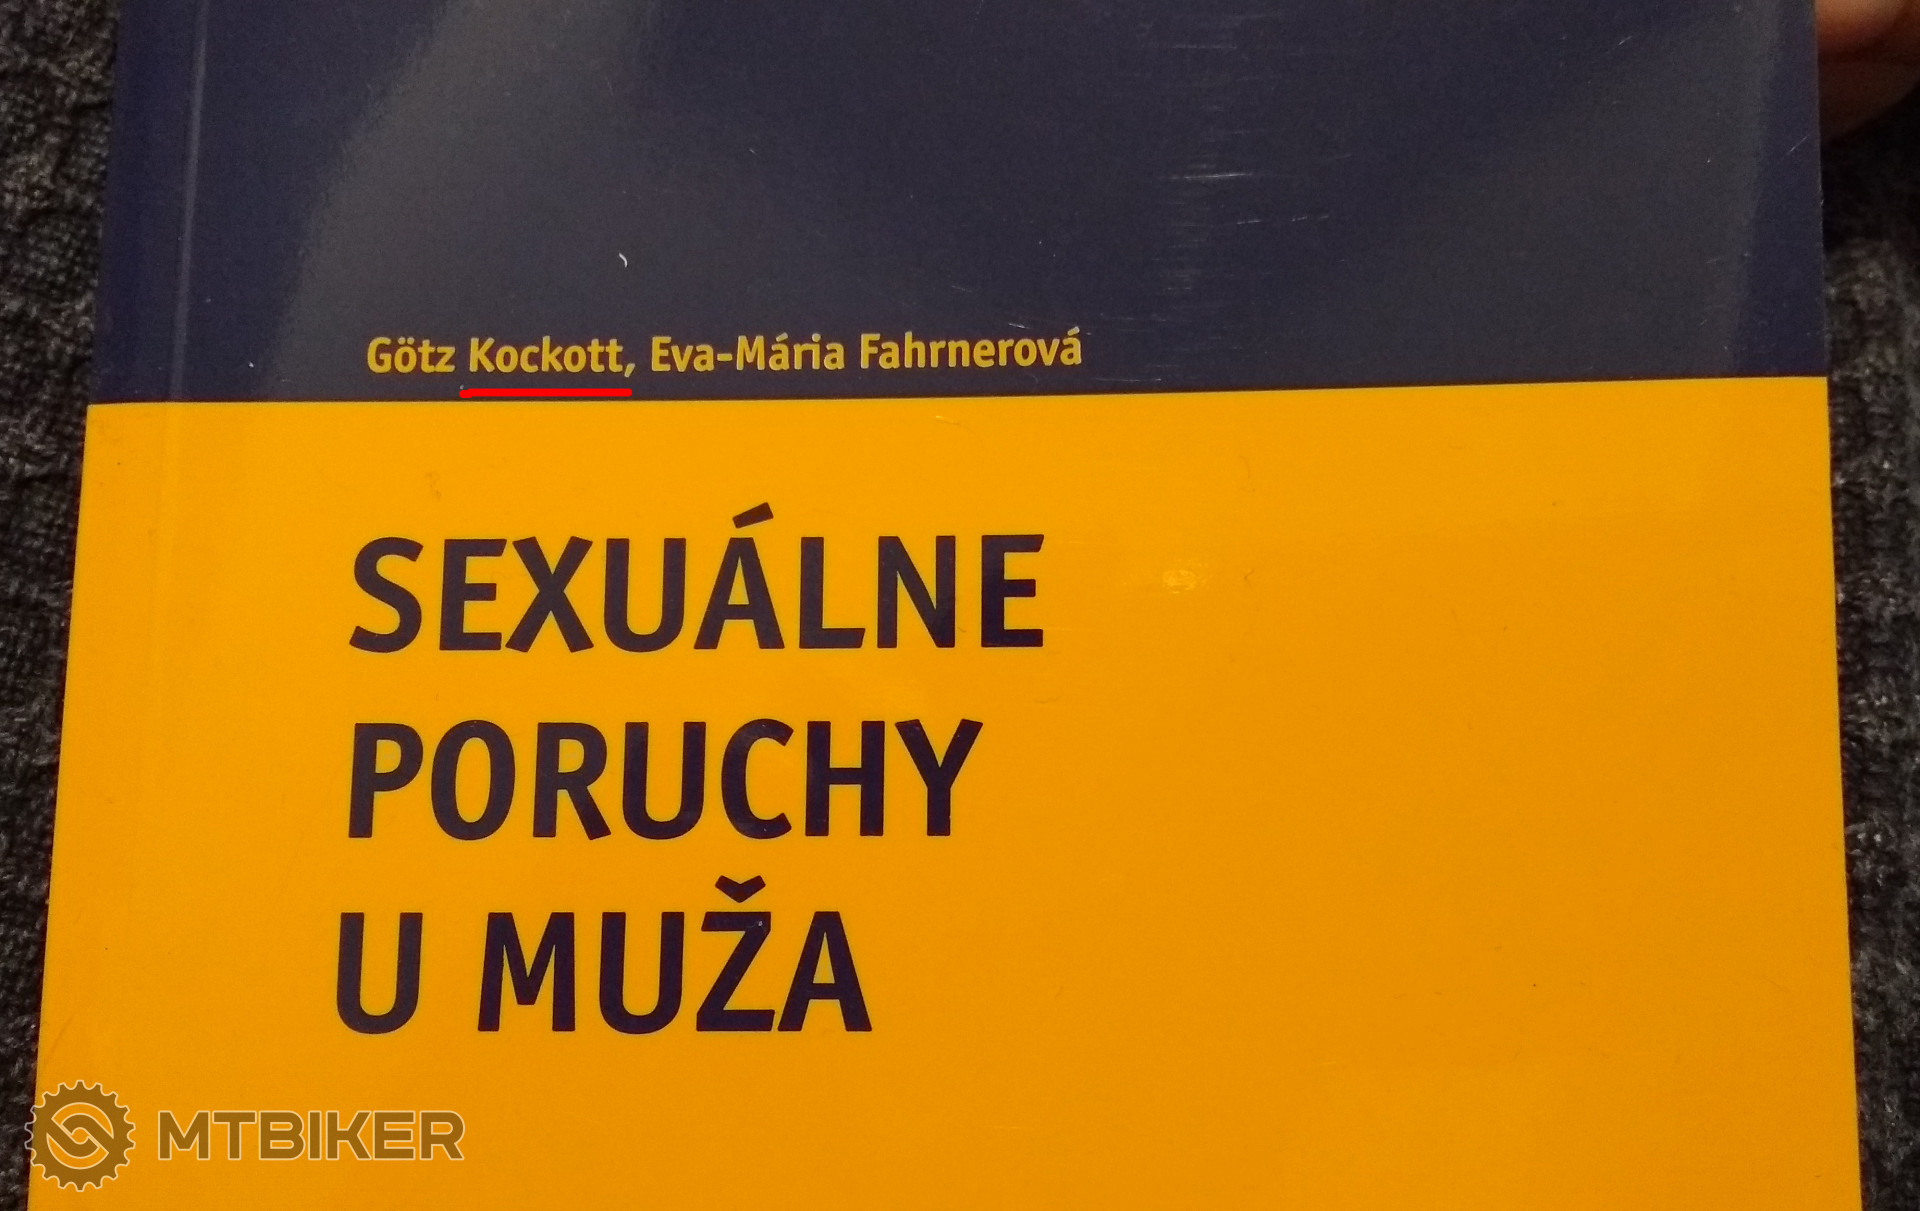 Götz Kockott, Eva-Mária Fahrnerová
SEXUÁLNE
PORUCHY
U MUŽA
MTBIKER